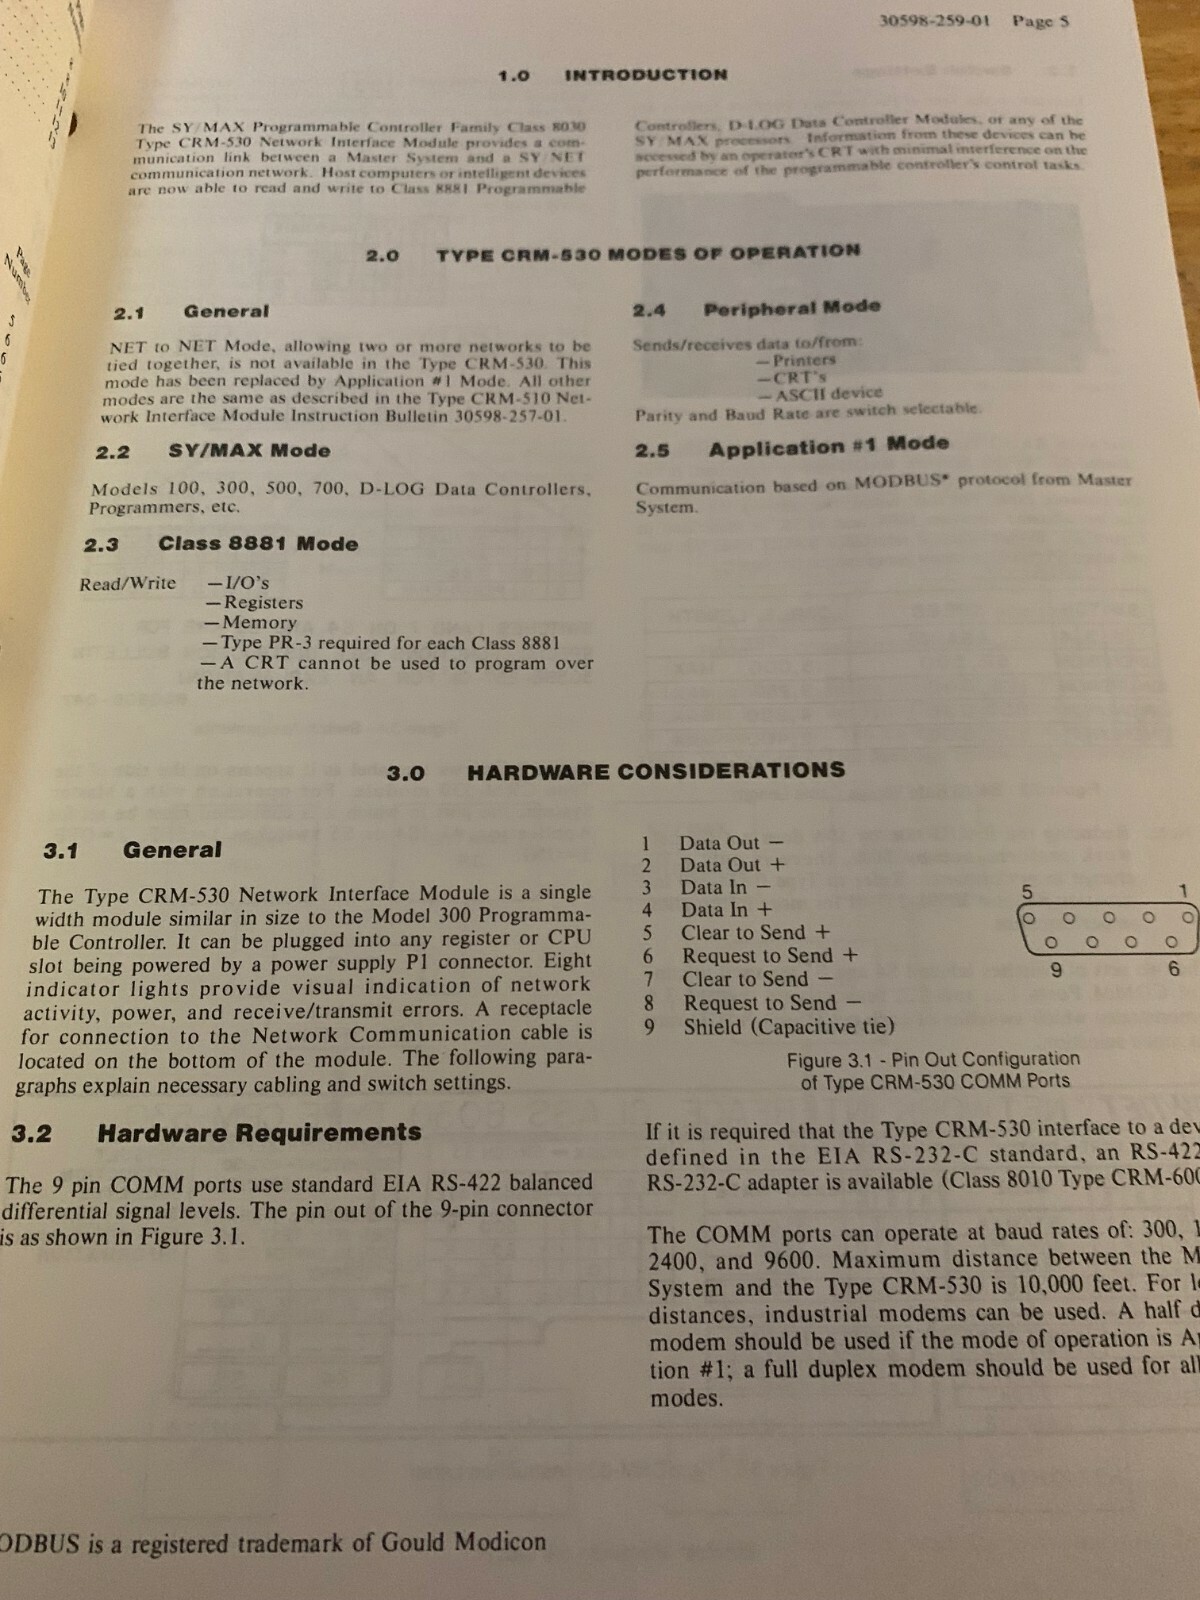 30598-259-01 Page 5
1.0 INTRODUCTION
The SY/MAX Programmable Controller Family Class 8030
Type CRM-530 Network Interface Module provides a com-
munication link between a Master System and a SY/NET
communication network. Host computers or intelligent devices
are now able to read and write to Class 8881 Programmable
Controllers, D-LOG Data Controller Modules, or any of the
SY/MAX processors. Information from these devices can be
accessed by an operator's CRT with minimal interference on the
performance of the programmable controller's control tasks.
2.0 TYPE CRM-530 MODES OF OPERATION
2.1 General
NET to NET Mode, allowing two or more networks to be
tied together, is not available in the Type CRM-530. This
mode has been replaced by Application #1 Mode. All other
modes are the same as described in the Type CRM-510 Net-
work Interface Module Instruction Bulletin 30598-257-01.
2.2 SY/MAX Mode
Models 100, 300, 500, 700, D-LOG Data Controllers,
Programmers, etc.
2.3 Class 8881 Mode
Read/Write — I/O's
— Registers
— Memory
— Type PR-3 required for each Class 8881
— A CRT cannot be used to program over
the network.
2.4 Peripheral Mode
Sends/receives data to/from:
— Printers
— CRT's
— ASCII device
Parity and Baud Rate are switch selectable.
2.5 Application #1 Mode
Communication based on MODBUS* protocol from Master
System.
3.0 HARDWARE CONSIDERATIONS
3.1 General
The Type CRM-530 Network Interface Module is a single
width module similar in size to the Model 300 Programma-
ble Controller. It can be plugged into any register or CPU
slot being powered by a power supply P1 connector. Eight
indicator lights provide visual indication of network
activity, power, and receive/transmit errors. A receptacle
for connection to the Network Communication cable is
located on the bottom of the module. The following para-
graphs explain necessary cabling and switch settings.
3.2 Hardware Requirements
The 9 pin COMM ports use standard EIA RS-422 balanced
differential signal levels. The pin out of the 9-pin connector
is as shown in Figure 3.1.
1 Data Out —
2 Data Out +
3 Data In —
4 Data In +
5 Clear to Send +
6 Request to Send +
7 Clear to Send —
8 Request to Send —
9 Shield (Capacitive tie)
5 1
9 6
Figure 3.1 - Pin Out Configuration
of Type CRM-530 COMM Ports
If it is required that the Type CRM-530 interface to a dev
defined in the EIA RS-232-C standard, an RS-422
RS-232-C adapter is available (Class 8010 Type CRM-600
The COMM ports can operate at baud rates of: 300, 1
2400, and 9600. Maximum distance between the M
System and the Type CRM-530 is 10,000 feet. For l
distances, industrial modems can be used. A half d
modem should be used if the mode of operation is Ap
tion #1; a full duplex modem should be used for all
modes.
ODBUS is a registered trademark of Gould Modicon
Page
Number
5
6
6